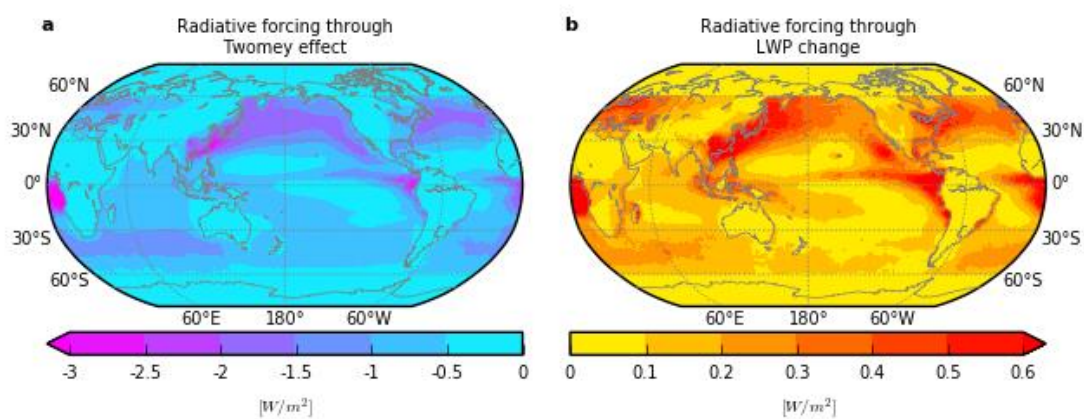 a
Radiative forcing through
Twomey effect
60°N
30°N
0°
30°S
60°S
60°E 180° 60°W
-3 -2.5 -2 -1.5 -1 -0.5 0
[W/m²]
b
Radiative forcing through
LWP change
60°N
30°N
0°
30°S
60°S
60°E 180° 60°W
0 0.1 0.2 0.3 0.4 0.5 0.6
[W/m²]